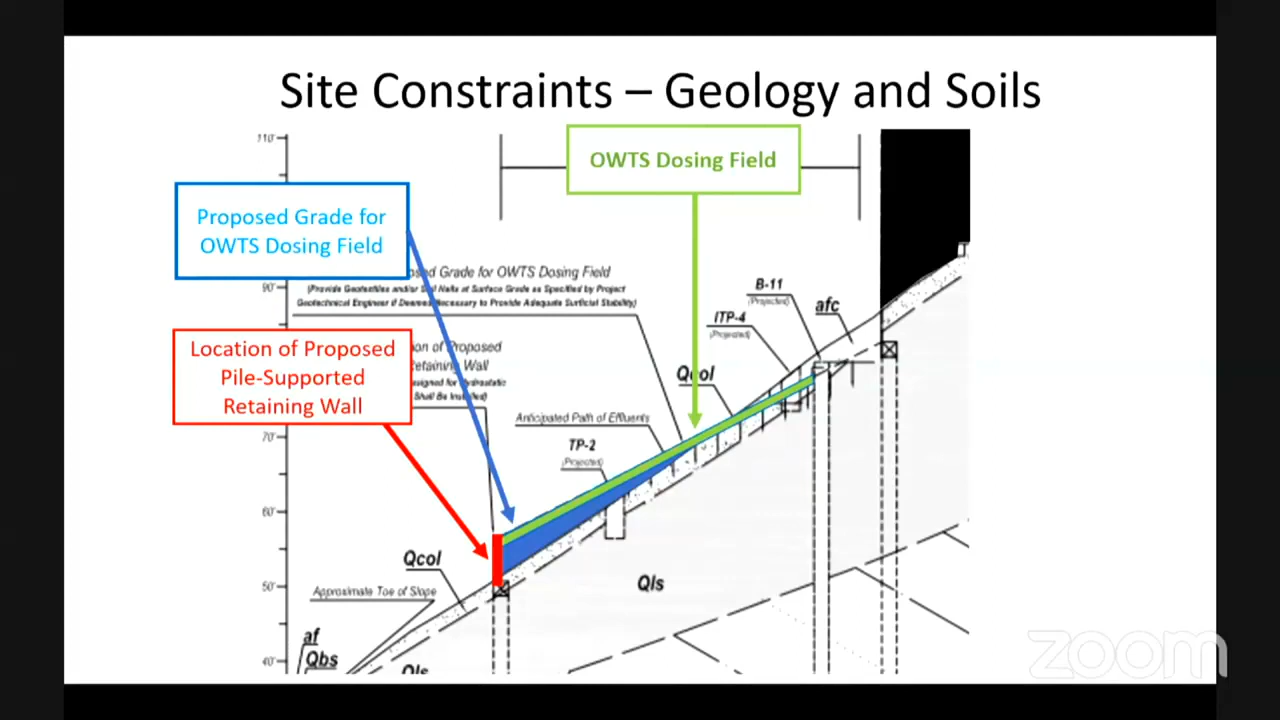 Site Constraints – Geology and Soils
110'
OWTS Dosing Field
Proposed Grade for
OWTS Dosing Field
Grade for OWTS Dosing Field
(Provide Geotextiles and/or Soil Nails at Surface Grade as Specified by Project
Geotechnical Engineer if Deemed Necessary to Provide Adequate Surficial Stability)
90'
B-11
(Projected)
afc
ITP-4
(Projected)
Location of Proposed
Pile-Supported
Retaining Wall
of Proposed
Wall
Shall Be Installed)
Qcol
Anticipated Path of Effluents
70'
TP-2
(Projected)
60'
Qcol
50'
Approximate Toe of Slope
Qls
af
Qbs
40'
Qls
zoom